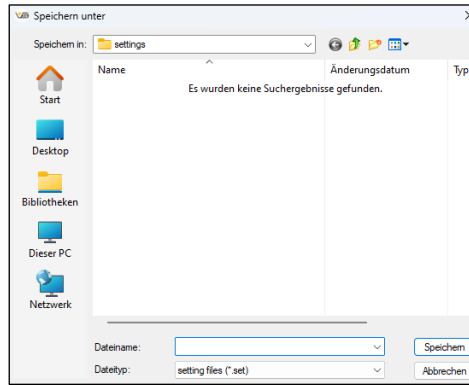 Speichern unter
Speichern in:
settings
Name
Änderungsdatum
Typ
Es wurden keine Suchergebnisse gefunden.
Start
Desktop
Bibliotheken
Dieser PC
Netzwerk
Dateiname:
Speichern
Dateityp:
setting files (*.set)
Abbrechen